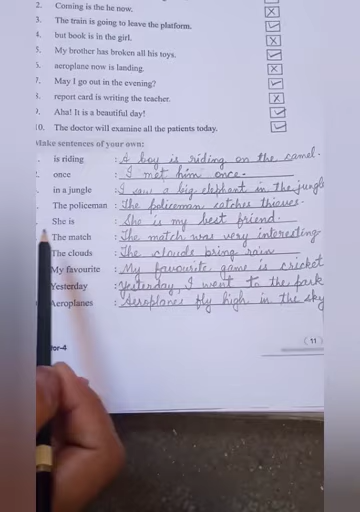 2. Coming is the he now.
3. The train is going to leave the platform.
4. but book is in the girl.
5. My brother has broken all his toys.
aeroplane now is landing.
7. May I go out in the evening?
8. report card is writing the teacher.
9. Aha! It is a beautiful day!
10. The doctor will examine all the patients today.
Make sentences of your own:
is riding : A boy is riding on the camel.
once : I met him once.
in a jungle : I saw a big elephant in the jungle
The policeman : The policeman catches thieves.
She is : She is my best friend.
The match : The match was very interesting
The clouds : The clouds bring rain
My favourite : My favourite game is cricket
Yesterday : Yesterday, I went to the park
Aeroplanes : Aeroplanes fly high in the sky
(11)